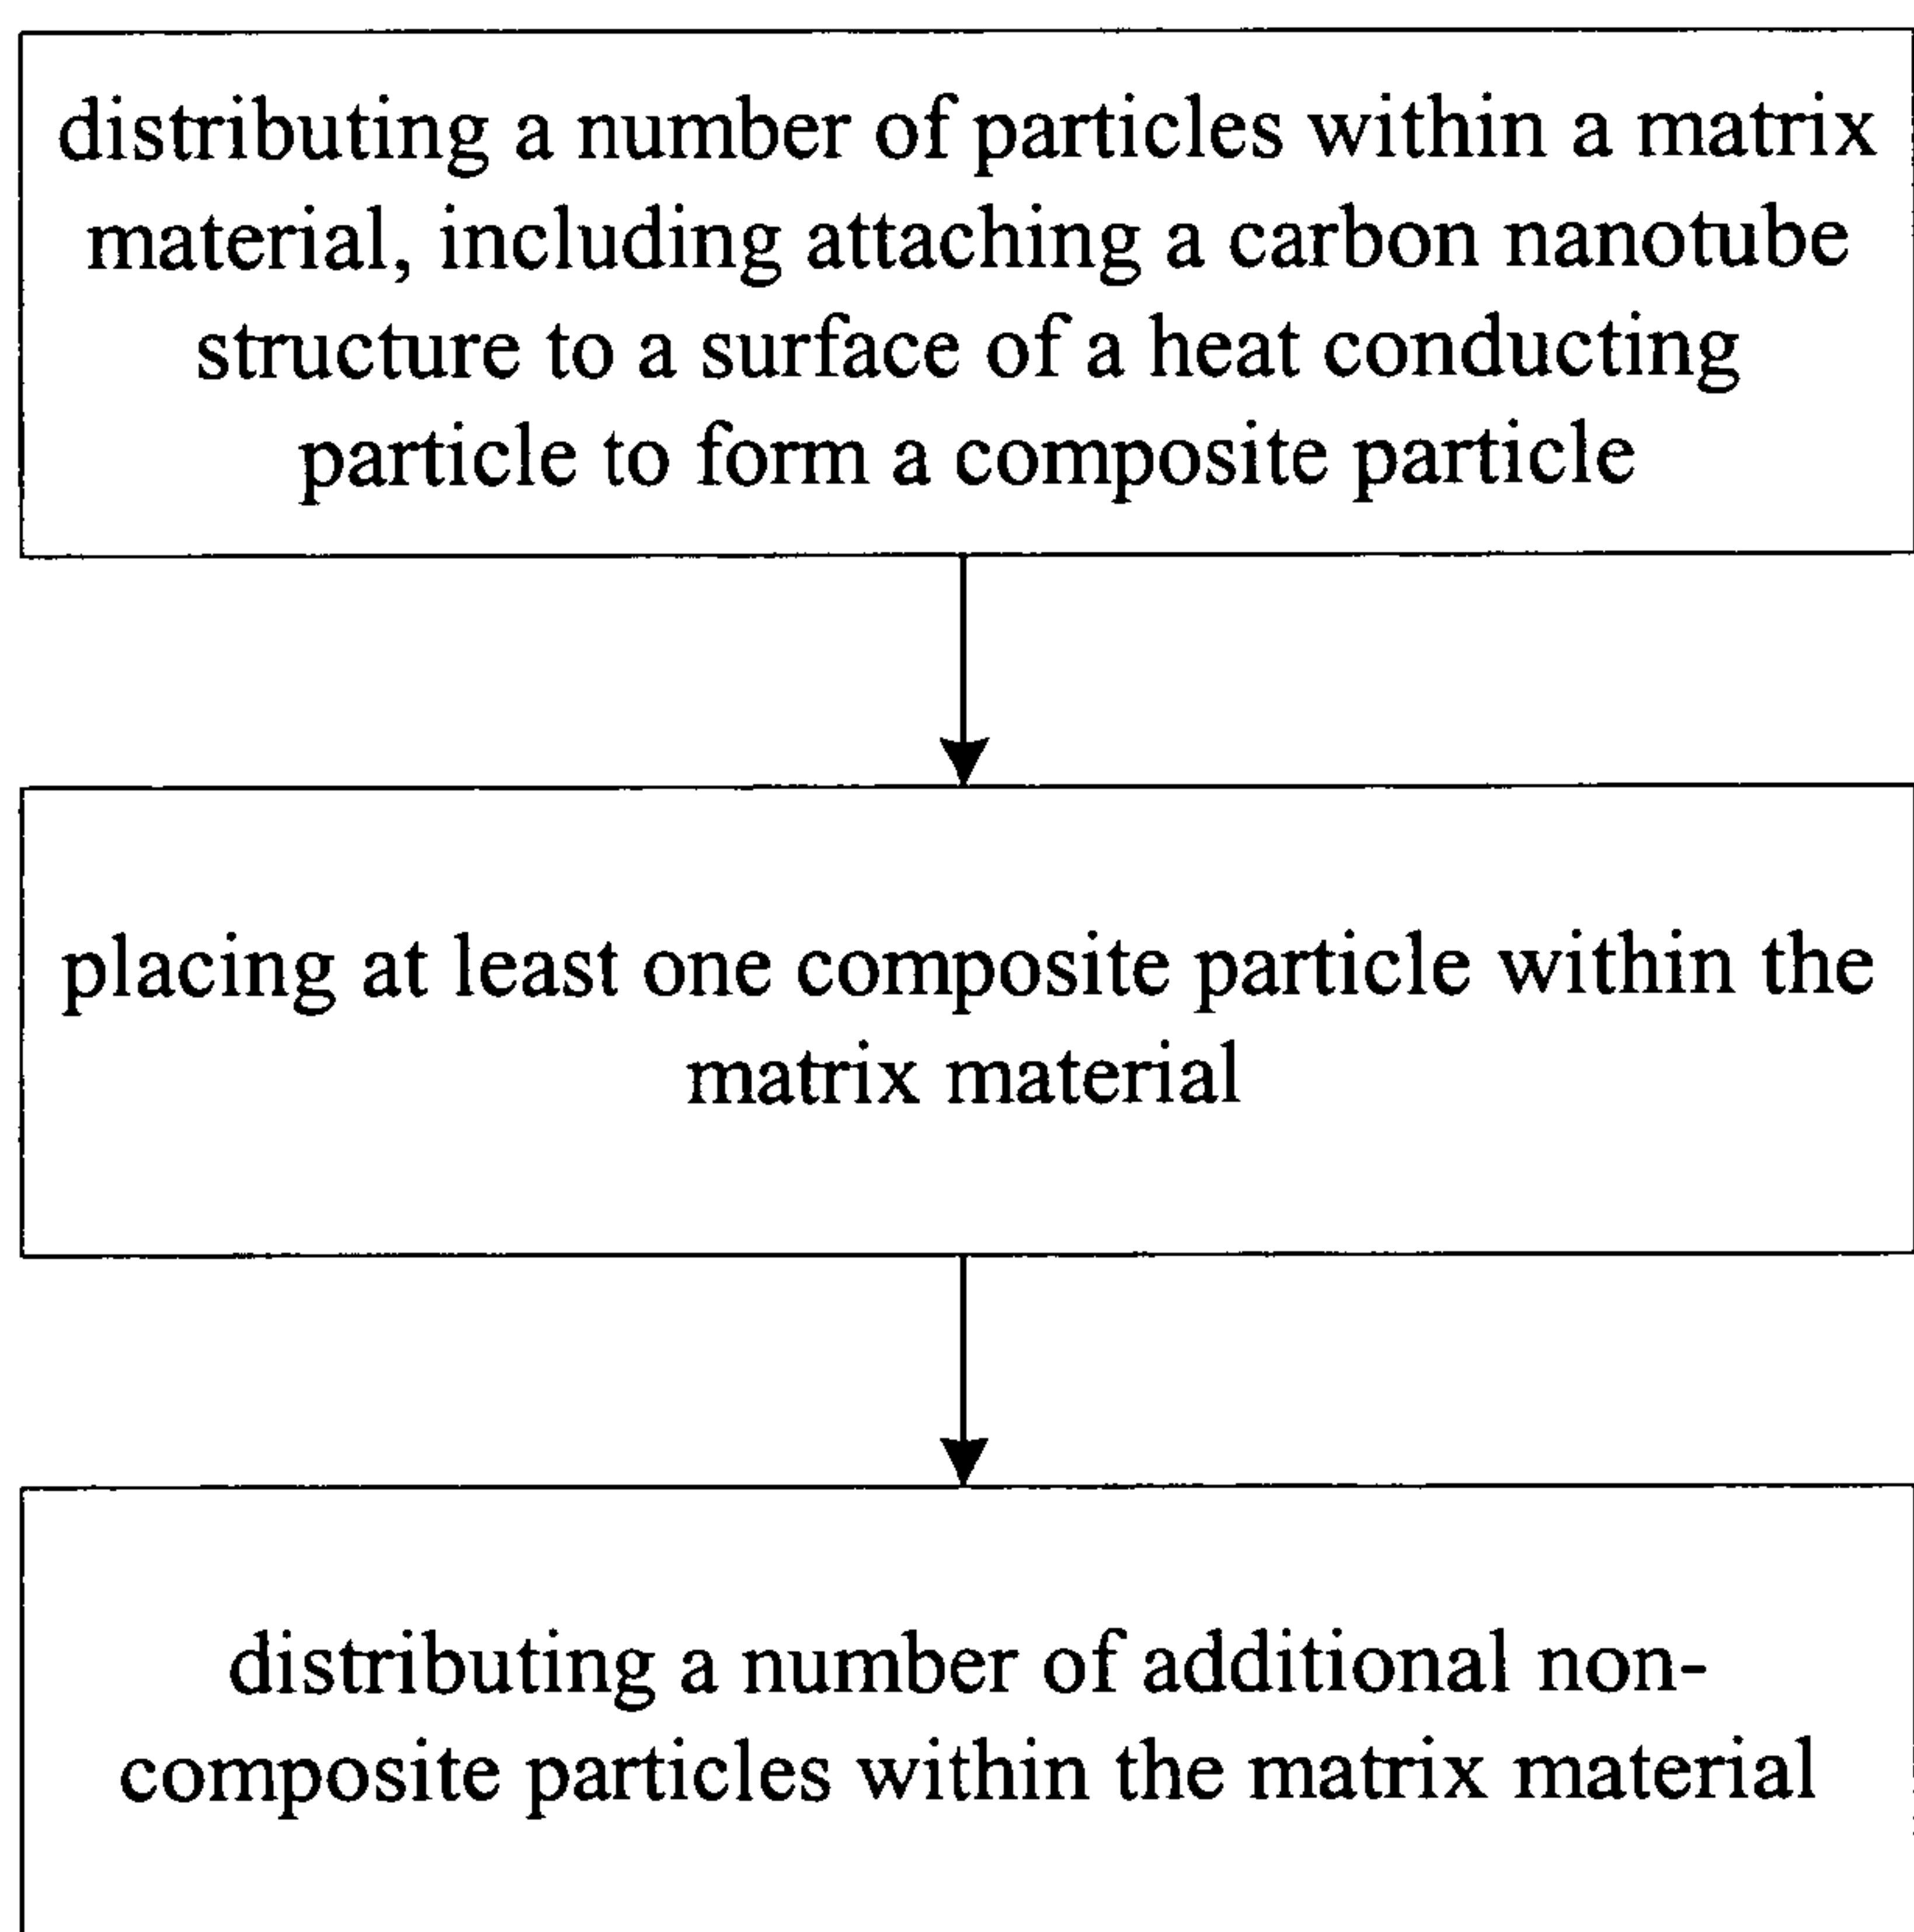 distributing a number of particles within a matrix
material, including attaching a carbon nanotube
structure to a surface of a heat conducting
particle to form a composite particle
placing at least one composite particle within the
matrix material
distributing a number of additional non-
composite particles within the matrix material